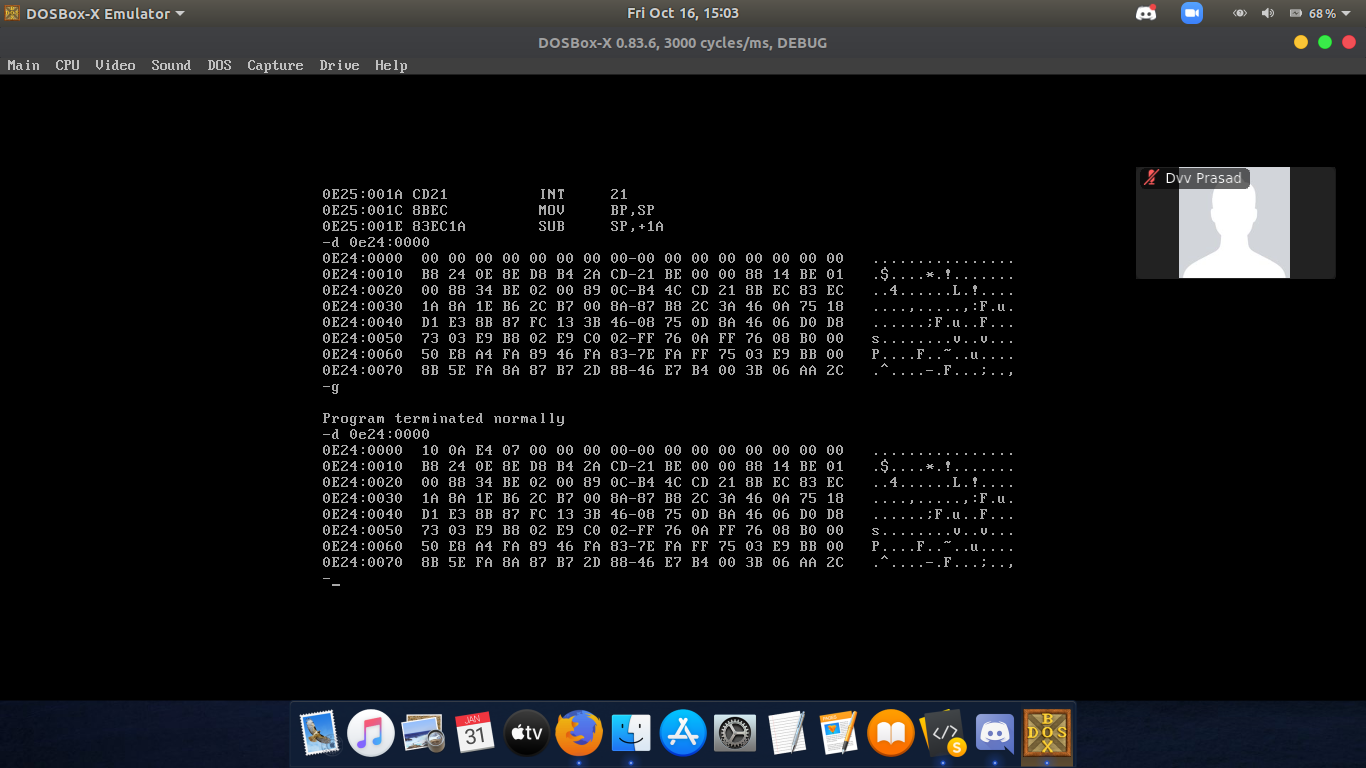 DOSBox-X Emulator
Fri Oct 16, 15:03
68%
DOSBox-X 0.83.6, 3000 cycles/ms, DEBUG
Main CPU Video Sound DOS Capture Drive Help
Dvv Prasad
0E25:001A CD21 INT 21
0E25:001C 8BEC MOV BP,SP
0E25:001E 83EC1A SUB SP,+1A
-d 0e24:0000
0E24:0000 00 00 00 00 00 00 00 00-00 00 00 00 00 00 00 00 ................
0E24:0010 B8 24 0E 8E D8 B4 2A CD-21 BE 00 00 88 14 BE 01 .$....*.!.......
0E24:0020 00 88 34 BE 02 00 89 0C-B4 4C CD 21 8B EC 83 EC ..4......L.!....
0E24:0030 1A 8A 1E B6 2C B7 00 8A-87 B8 2C 3A 46 0A 75 18 ....,.....,:F.u.
0E24:0040 D1 E3 8B 87 FC 13 3B 46-08 75 0D 8A 46 06 D0 D8 ......;F.u..F...
0E24:0050 73 03 E9 B8 02 E9 C0 02-FF 76 0A FF 76 08 B0 00 s........v..v...
0E24:0060 50 E8 A4 FA 89 46 FA 83-7E FA FF 75 03 E9 BB 00 P....F..~..u....
0E24:0070 8B 5E FA 8A 87 B7 2D 88-46 E7 B4 00 3B 06 AA 2C .^....-.F...;..,
-g
Program terminated normally
-d 0e24:0000
0E24:0000 10 0A E4 07 00 00 00 00-00 00 00 00 00 00 00 00 ................
0E24:0010 B8 24 0E 8E D8 B4 2A CD-21 BE 00 00 88 14 BE 01 .$....*.!.......
0E24:0020 00 88 34 BE 02 00 89 0C-B4 4C CD 21 8B EC 83 EC ..4......L.!....
0E24:0030 1A 8A 1E B6 2C B7 00 8A-87 B8 2C 3A 46 0A 75 18 ....,.....,:F.u.
0E24:0040 D1 E3 8B 87 FC 13 3B 46-08 75 0D 8A 46 06 D0 D8 ......;F.u..F...
0E24:0050 73 03 E9 B8 02 E9 C0 02-FF 76 0A FF 76 08 B0 00 s........v..v...
0E24:0060 50 E8 A4 FA 89 46 FA 83-7E FA FF 75 03 E9 BB 00 P....F..~..u....
0E24:0070 8B 5E FA 8A 87 B7 2D 88-46 E7 B4 00 3B 06 AA 2C .^....-.F...;..,
-_
JAN
31
tv
</> S
BDOSX